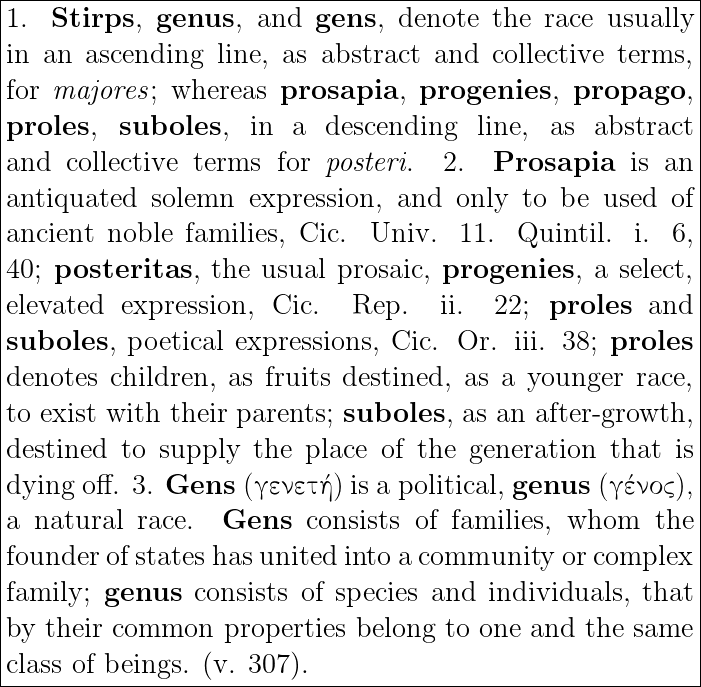 1. Stirps, genus, and gens, denote the race usually
in an ascending line, as abstract and collective terms,
for majores; whereas prosapia, progenies, propago,
proles, suboles, in a descending line, as abstract
and collective terms for posteri. 2. Prosapia is an
antiquated solemn expression, and only to be used of
ancient noble families, Cic. Univ. 11. Quintil. i. 6,
40; posteritas, the usual prosaic, progenies, a select,
elevated expression, Cic. Rep. ii. 22; proles and
suboles, poetical expressions, Cic. Or. iii. 38; proles
denotes children, as fruits destined, as a younger race,
to exist with their parents; suboles, as an after-growth,
destined to supply the place of the generation that is
dying off. 3. Gens (γενετή) is a political, genus (γένος),
a natural race. Gens consists of families, whom the
founder of states has united into a community or complex
family; genus consists of species and individuals, that
by their common properties belong to one and the same
class of beings. (v. 307).